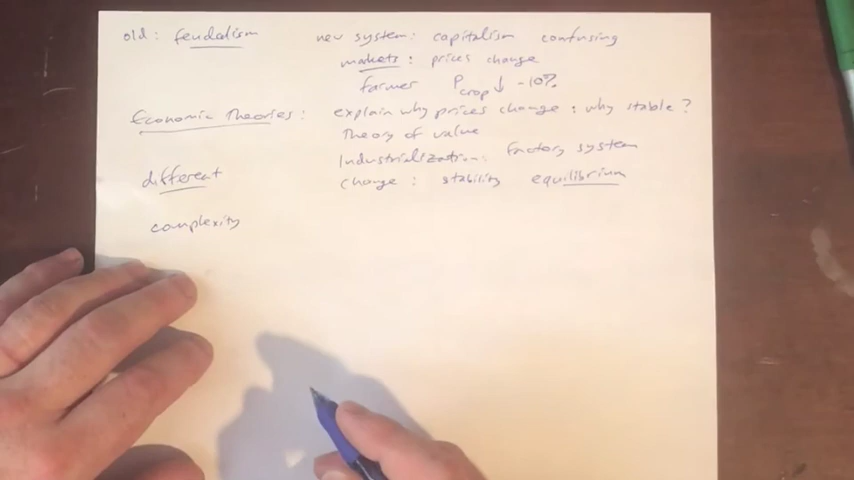 old: feudalism new system: capitalism confusing
markets: prices change
farmer Pcrop↓ -10%
Economic Theories: explain why prices change : why stable?
Theory of value
Industrialization: Factory system
different
change: stability equilibrium
complexity